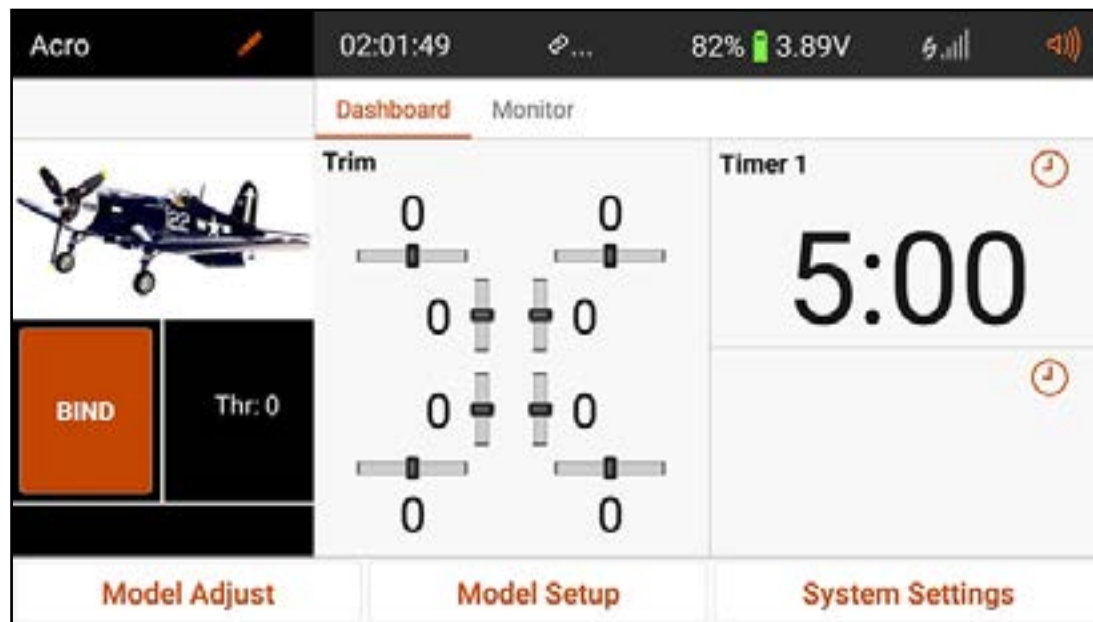 Acro 02:01:49 ... 82% 3.89V
Dashboard Monitor
Trim
Timer 1
0 0
5:00
0 0
122
BIND
Thr: 0
0 0
0 0
Model Adjust Model Setup System Settings